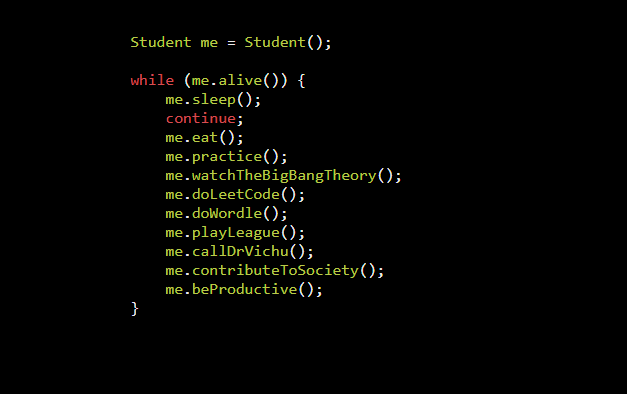 Student me = Student();
while (me.alive()) {
me.sleep();
continue;
me.eat();
me.practice();
me.watchTheBigBangTheory();
me.doLeetCode();
me.doWordle();
me.playLeague();
me.callDrVichu();
me.contributeToSociety();
me.beProductive();
}